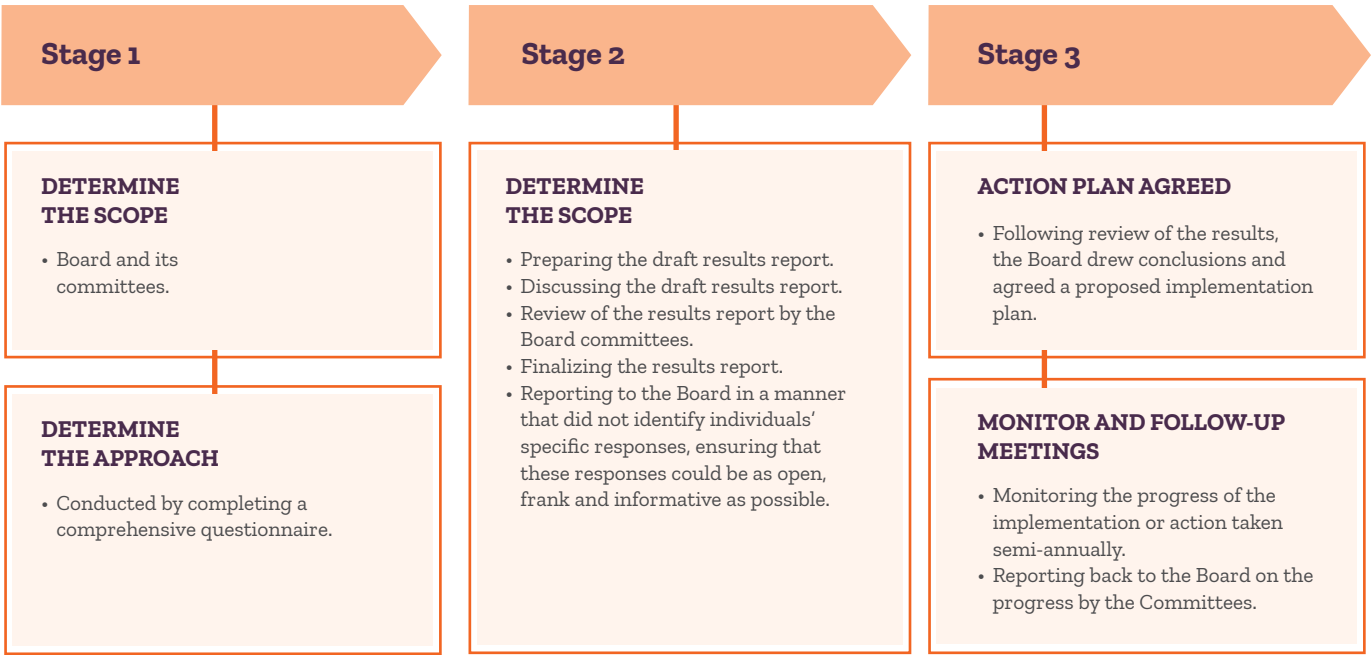 Stage 1
DETERMINE
THE SCOPE
• Board and its
committees.
DETERMINE
THE APPROACH
• Conducted by completing a
comprehensive questionnaire.
Stage 2
DETERMINE
THE SCOPE
• Preparing the draft results report.
• Discussing the draft results report.
• Review of the results report by the
Board committees.
• Finalizing the results report.
• Reporting to the Board in a manner
that did not identify individuals’
specific responses, ensuring that
these responses could be as open,
frank and informative as possible.
Stage 3
ACTION PLAN AGREED
• Following review of the results,
the Board drew conclusions and
agreed a proposed implementation
plan.
MONITOR AND FOLLOW-UP
MEETINGS
• Monitoring the progress of the
implementation or action taken
semi-annually.
• Reporting back to the Board on the
progress by the Committees.